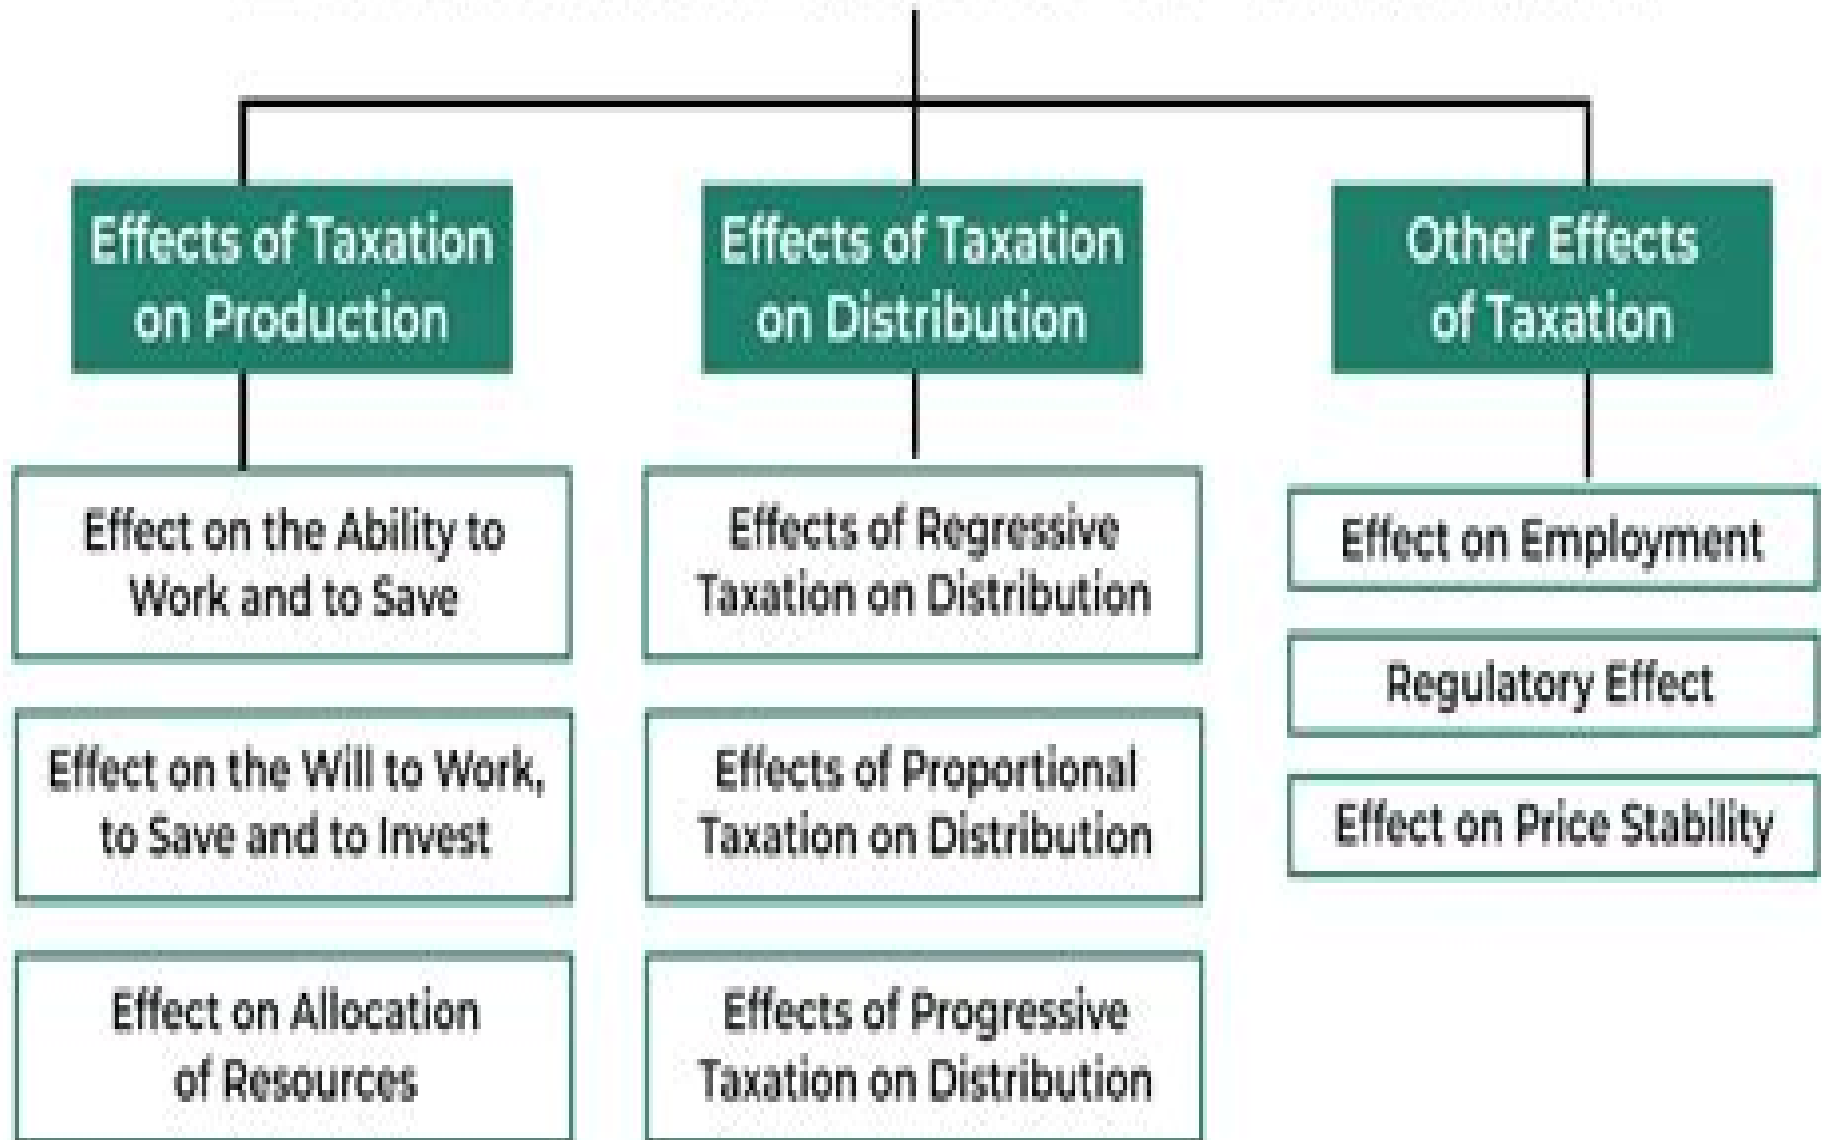 Effects of Taxation
on Production
Effect on the Ability to
Work and to Save
Effect on the Will to Work,
to Save and to Invest
Effect on Allocation
of Resources
Effects of Taxation
on Distribution
Effects of Regressive
Taxation on Distribution
Effects of Proportional
Taxation on Distribution
Effects of Progressive
Taxation on Distribution
Other Effects
of Taxation
Effect on Employment
Regulatory Effect
Effect on Price Stability